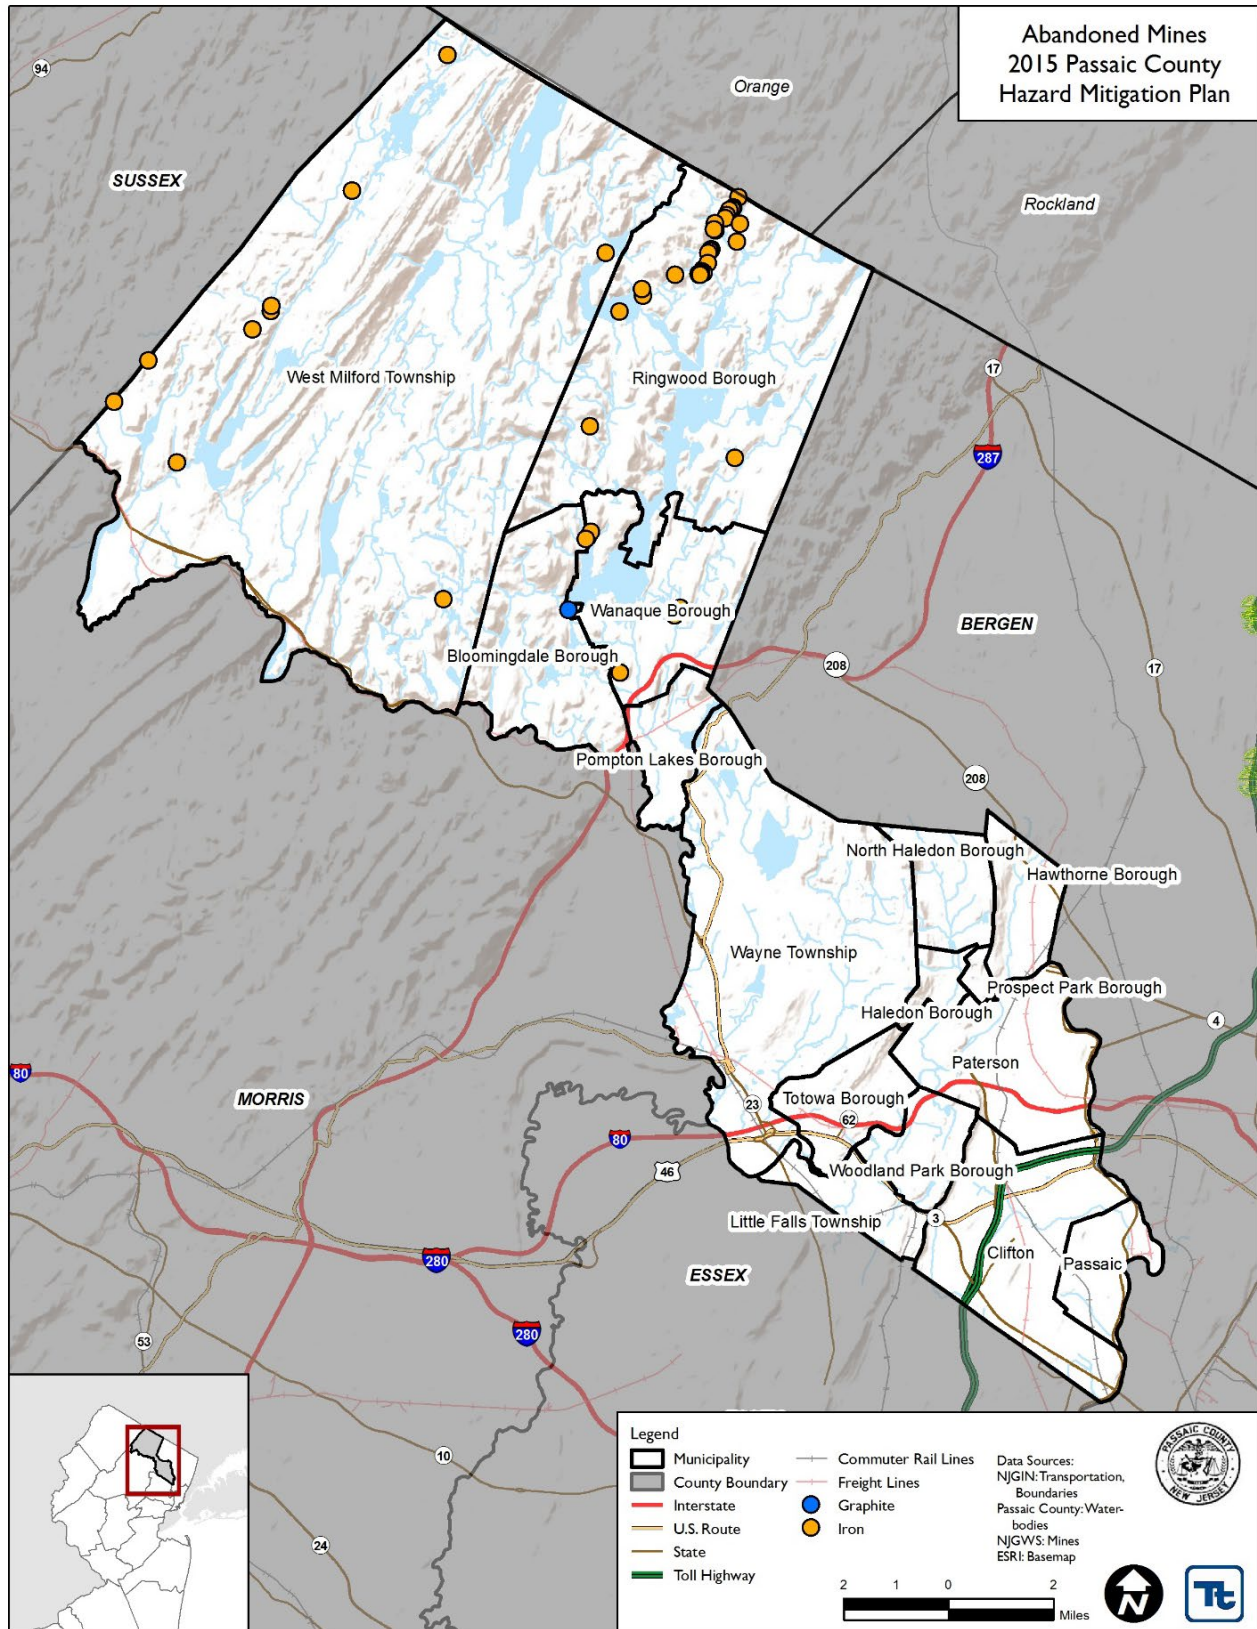 Abandoned Mines
2015 Passaic County
Hazard Mitigation Plan
94
Orange
SUSSEX
Rockland
17
West Milford Township
Ringwood Borough
287
Wanaque Borough
BERGEN
Bloomingdale Borough
208
17
Pompton Lakes Borough
208
North Haledon Borough
Hawthorne Borough
Wayne Township
Prospect Park Borough
Haledon Borough
4
80
Paterson
MORRIS
Totowa Borough
23
62
80
46
Woodland Park Borough
Little Falls Township
3
Clifton
280
ESSEX
Passaic
280
53
10
24
Legend
Municipality
County Boundary
Interstate
U.S. Route
State
Toll Highway
Commuter Rail Lines
Freight Lines
Graphite
Iron
Data Sources:
NJGIN: Transportation,
Boundaries
Passaic County: Water-
bodies
NJGWS: Mines
ESRI: Basemap
PASSAIC COUNTY
NEW JERSEY
2 1 0 2
Miles
N
Tt